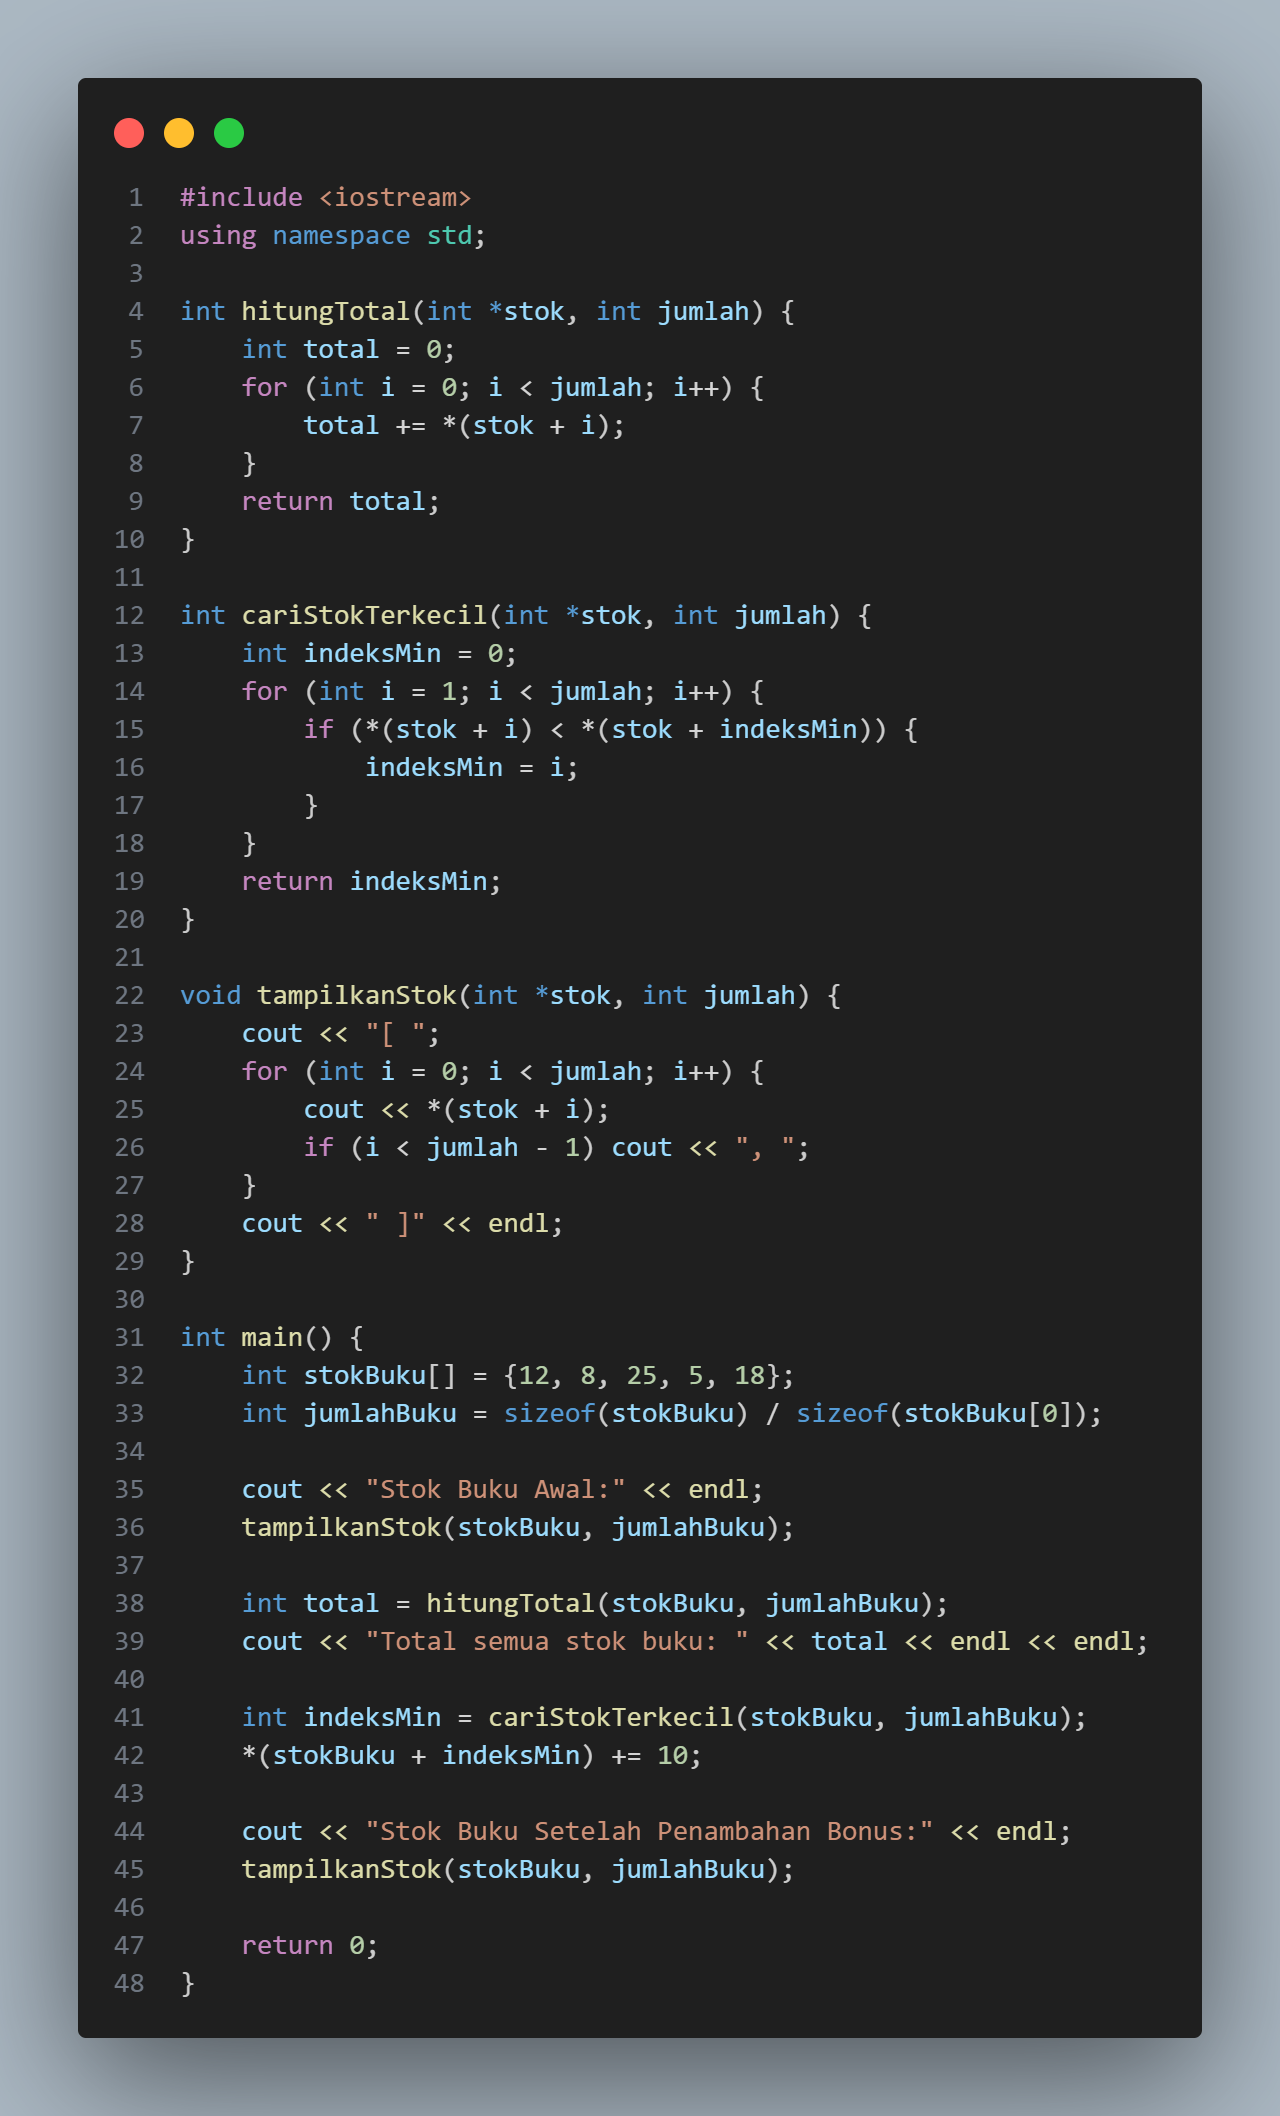 1 #include <iostream>
2 using namespace std;
3
4 int hitungTotal(int *stok, int jumlah) {
5     int total = 0;
6     for (int i = 0; i < jumlah; i++) {
7         total += *(stok + i);
8     }
9     return total;
10 }
11
12 int cariStokTerkecil(int *stok, int jumlah) {
13     int indeksMin = 0;
14     for (int i = 1; i < jumlah; i++) {
15         if (*(stok + i) < *(stok + indeksMin)) {
16             indeksMin = i;
17         }
18     }
19     return indeksMin;
20 }
21
22 void tampilkanStok(int *stok, int jumlah) {
23     cout << "[ ";
24     for (int i = 0; i < jumlah; i++) {
25         cout << *(stok + i);
26         if (i < jumlah - 1) cout << ", ";
27     }
28     cout << " ]" << endl;
29 }
30
31 int main() {
32     int stokBuku[] = {12, 8, 25, 5, 18};
33     int jumlahBuku = sizeof(stokBuku) / sizeof(stokBuku[0]);
34
35     cout << "Stok Buku Awal:" << endl;
36     tampilkanStok(stokBuku, jumlahBuku);
37
38     int total = hitungTotal(stokBuku, jumlahBuku);
39     cout << "Total semua stok buku: " << total << endl << endl;
40
41     int indeksMin = cariStokTerkecil(stokBuku, jumlahBuku);
42     *(stokBuku + indeksMin) += 10;
43
44     cout << "Stok Buku Setelah Penambahan Bonus:" << endl;
45     tampilkanStok(stokBuku, jumlahBuku);
46
47     return 0;
48 }